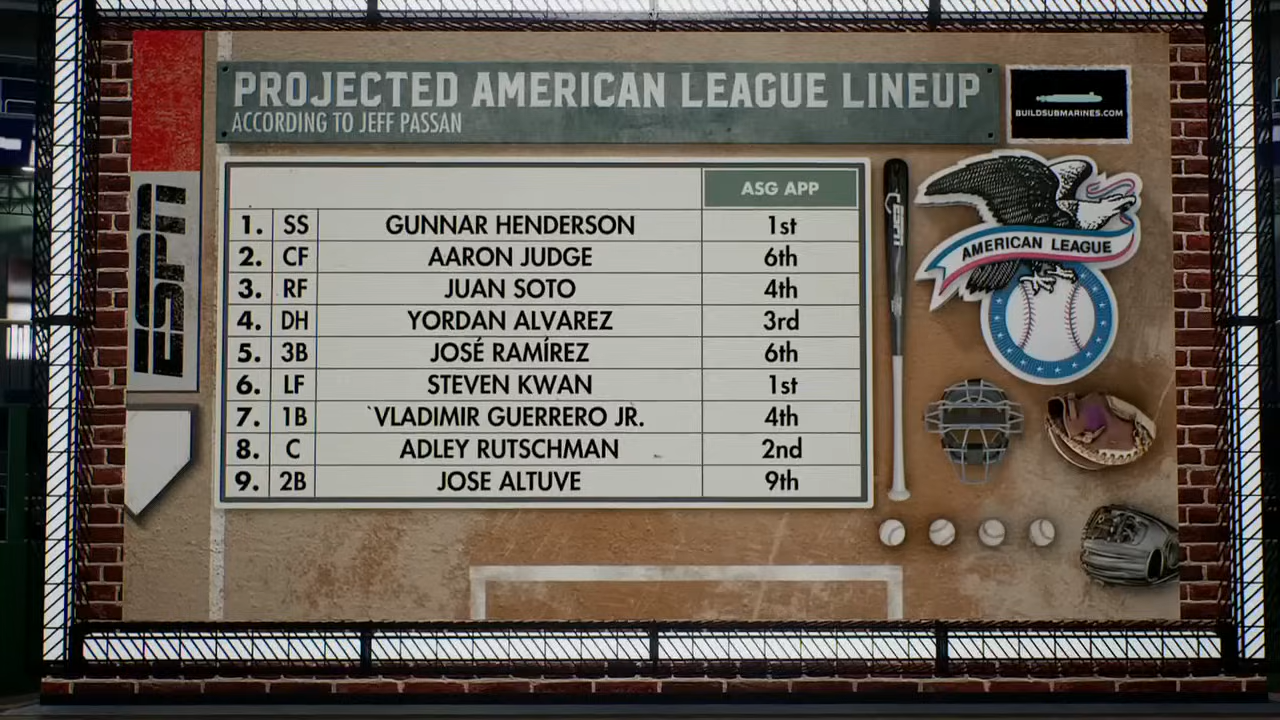 PROJECTED AMERICAN LEAGUE LINEUP
ACCORDING TO JEFF PASSAN
BUILDSUBMARINES.COM
ESPN
ASG APP
1. SS GUNNAR HENDERSON 1st
2. CF AARON JUDGE 6th
3. RF JUAN SOTO 4th
4. DH YORDAN ALVAREZ 3rd
5. 3B JOSÉ RAMÍREZ 6th
6. LF STEVEN KWAN 1st
7. 1B `VLADIMIR GUERRERO JR. 4th
8. C ADLEY RUTSCHMAN 2nd
9. 2B JOSE ALTUVE 9th
ESPN
AMERICAN LEAGUE